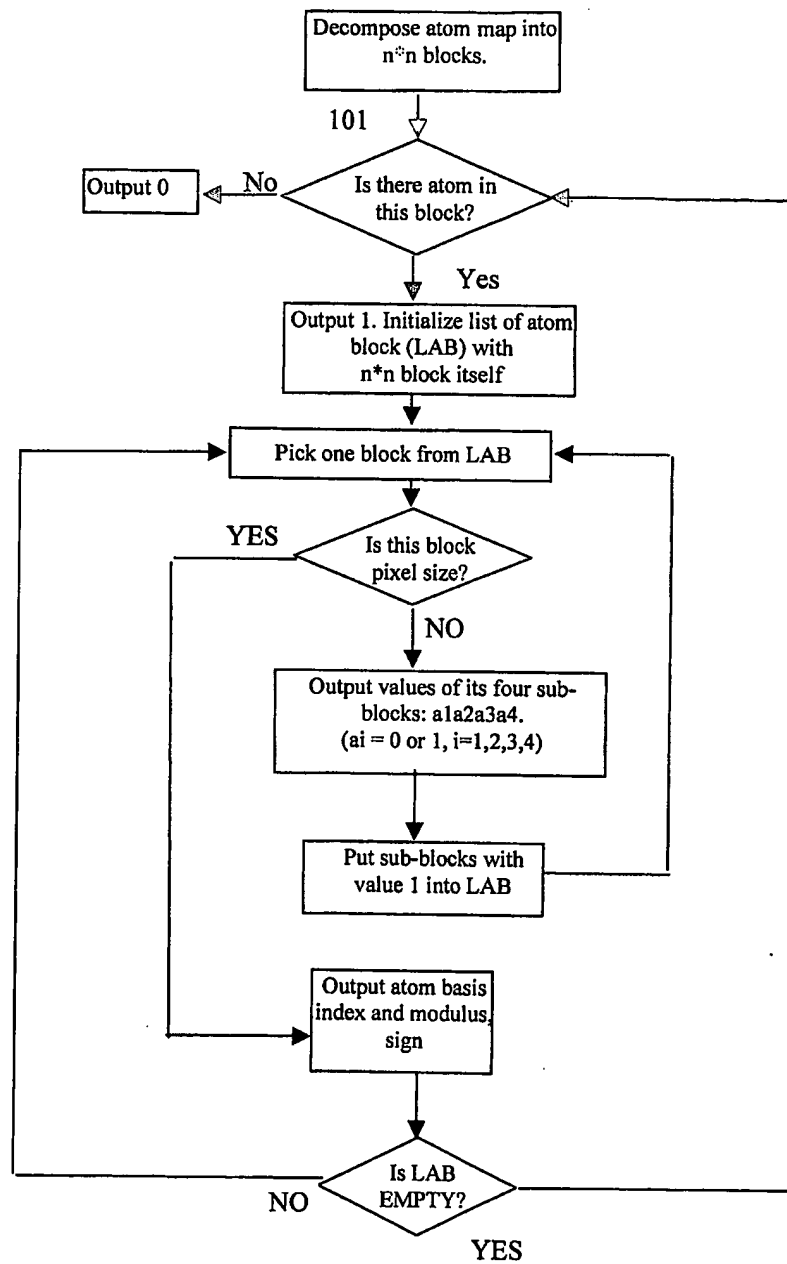 Decompose atom map into
n*n blocks.
101
Output 0
No
Is there atom in
this block?
Yes
Output 1. Initialize list of atom
block (LAB) with
n*n block itself
Pick one block from LAB
YES
Is this block
pixel size?
NO
Output values of its four sub-
blocks: a1a2a3a4.
(ai = 0 or 1, i=1,2,3,4)
Put sub-blocks with
value 1 into LAB
Output atom basis
index and modulus,
sign
Is LAB
EMPTY?
NO
YES